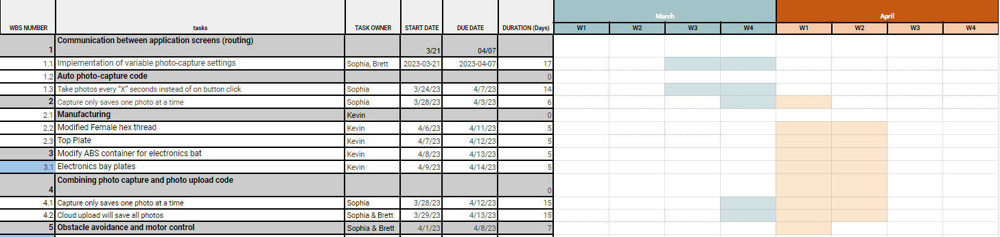 March April
WBS NUMBER tasks TASK OWNER START DATE DUE DATE DURATION (Days) W1 W2 W3 W4 W1 W2 W3 W4
1 Communication between application screens (routing) 3/21 04/07
1.1 Implementation of variable photo-capture settings Sophia, Brett 2023-03-21 2023-04-07 17
1.2 Auto photo-capture code 0
1.3 Take photos every "X" seconds instead of on button click Sophia 3/24/23 4/7/23 14
2 Capture only saves one photo at a time Sophia 3/28/23 4/3/23 6
2.1 Manufacturing Kevin 0
2.2 Modified Female hex thread Kevin 4/6/23 4/11/23 5
2.3 Top Plate Kevin 4/7/23 4/12/23 5
3 Modify ABS container for electronics bat Kevin 4/8/23 4/13/23 5
3.1 Electronics bay plates Kevin 4/9/23 4/14/23 5
4 Combining photo capture and photo upload code 0
4.1 Capture only saves one photo at a time Sophia 3/28/23 4/12/23 15
4.2 Cloud upload will save all photos Sophia & Brett 3/29/23 4/13/23 15
5 Obstacle avoidance and motor control Sophia & Brett 4/1/23 4/8/23 7